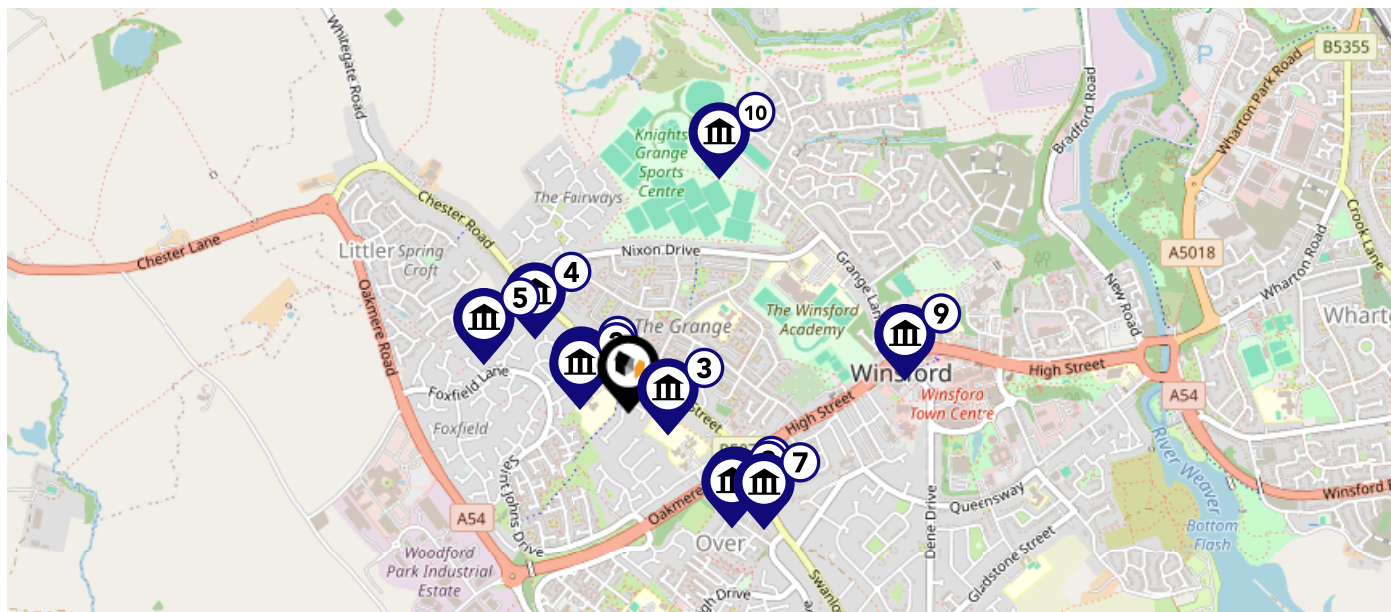 Whitegate Road
B5355
Bradford Road
Wharton Park Road
10
Knights
Grange
Sports
Centre
The Fairways
Chester Road
Crook Lane
Chester Lane
Littler
Spring
Croft
Nixon Drive
Grange
A5018
Wharton Road
New Road
4
5
Oakmere Road
The Grange
The Winsford
Academy
9
3
Winsford
High Street
Winsford
Town Centre
A54
Foxfield Lane
Street
High Street
Foxfield
7
River Weaver
Saint Johns Drive
Oakmere
Queensway
Winsford
A54
Dene Drive
Over
Bottom
Flash
Woodford
Park Industrial
Estate
Gladstone Street
Drive